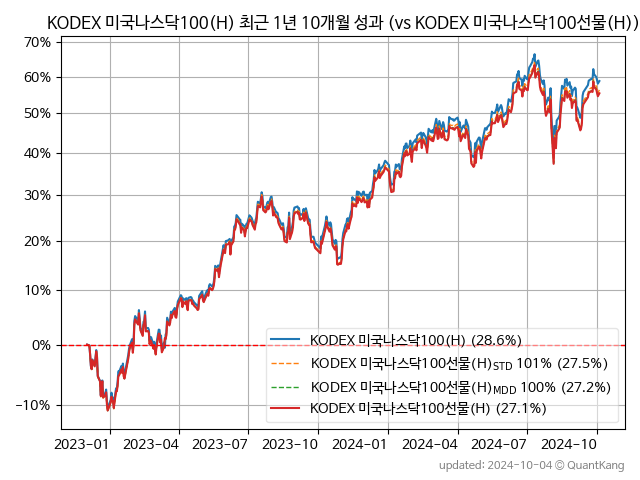 KODEX 미국나스닥100(H) 최근 1년 10개월 성과 (vs KODEX 미국나스닥100선물(H))
70%
60%
50%
40%
30%
20%
10%
0%
−10%
KODEX 미국나스닥100(H) (28.6%)
KODEX 미국나스닥100선물(H)STD 101% (27.5%)
KODEX 미국나스닥100선물(H)MDD 100% (27.2%)
KODEX 미국나스닥100선물(H) (27.1%)
2023-01 2023-04 2023-07 2023-10 2024-01 2024-04 2024-07 2024-10
updated: 2024-10-04 © QuantKang